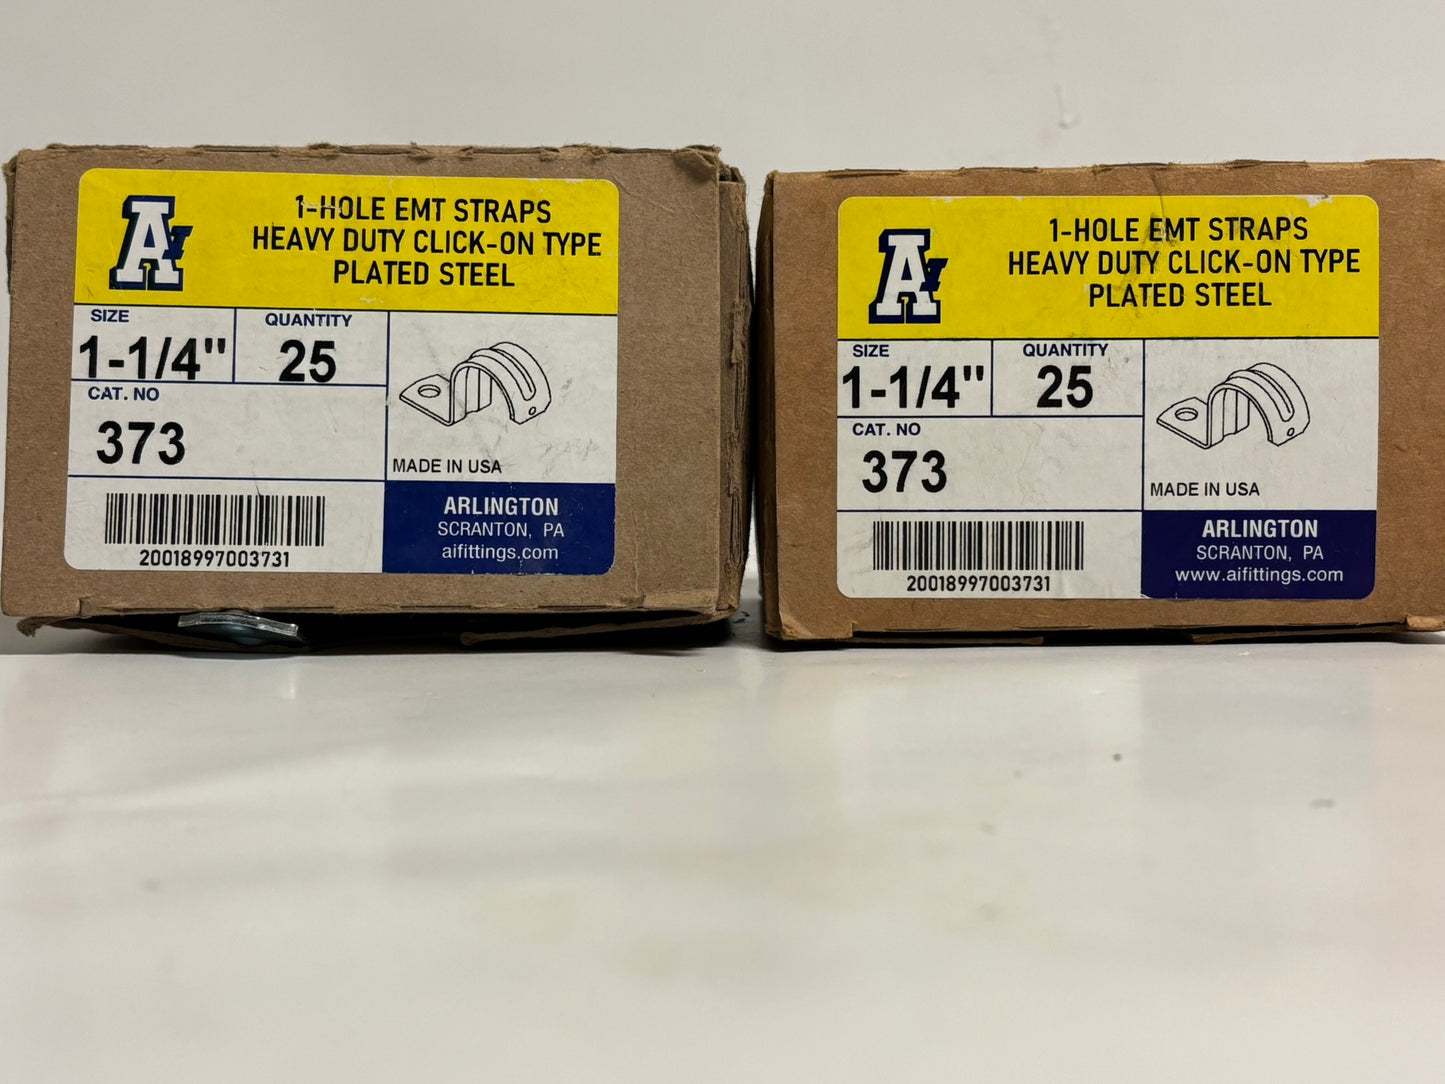 1-HOLE EMT STRAPS
HEAVY DUTY CLICK-ON TYPE
PLATED STEEL
SIZE
1-1/4"
QUANTITY
25
CAT. NO
373
MADE IN USA
20018997003731
ARLINGTON
SCRANTON, PA
aifittings.com
1-HOLE EMT STRAPS
HEAVY DUTY CLICK-ON TYPE
PLATED STEEL
SIZE
1-1/4"
QUANTITY
25
CAT. NO
373
MADE IN USA
20018997003731
ARLINGTON
SCRANTON, PA
www.aifittings.com